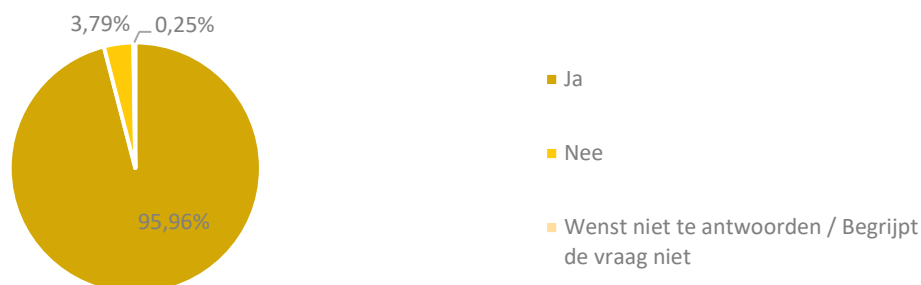 3,79%
0,25%
95,96%
Ja
Nee
Wenst niet te antwoorden / Begrijpt
de vraag niet